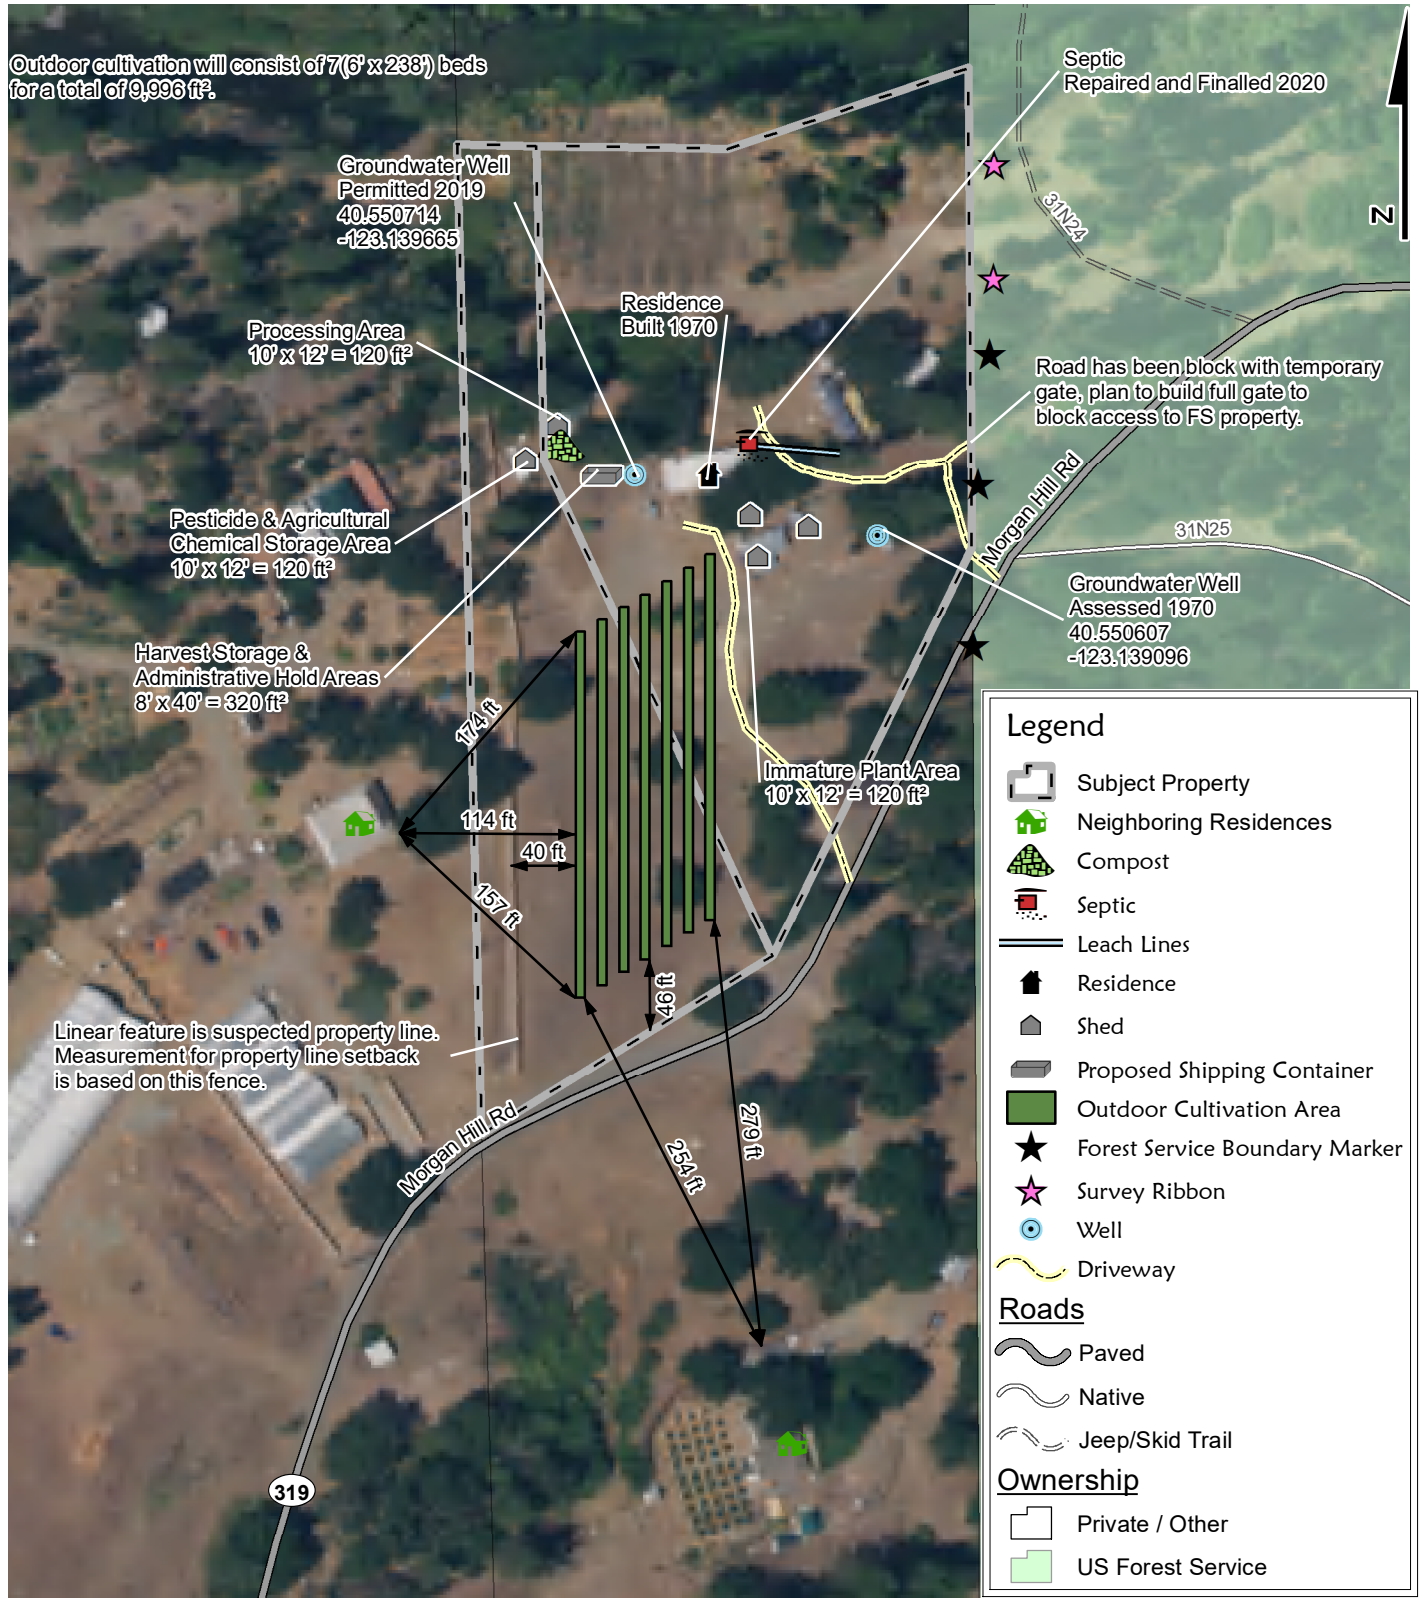 Outdoor cultivation will consist of 7(6' x 238') beds
for a total of 9,996 ft².
Septic
Repaired and Finalled 2020
Groundwater Well
Permitted 2019
40.550714
-123.139665
31N24
N
Residence
Built 1970
Processing Area
10' x 12' = 120 ft²
Road has been block with temporary
gate, plan to build full gate to
block access to FS property.
Morgan Hill Rd
31N25
Pesticide & Agricultural
Chemical Storage Area
10' x 12' = 120 ft²
Groundwater Well
Assessed 1970
40.550607
-123.139096
Harvest Storage &
Administrative Hold Areas
8' x 40' = 320 ft²
174 ft
Immature Plant Area
10' x 12' = 120 ft²
114 ft
40 ft
157 ft
46 ft
Linear feature is suspected property line.
Measurement for property line setback
is based on this fence.
Morgan Hill Rd
279 ft
254 ft
319
Legend
Subject Property
Neighboring Residences
Compost
Septic
Leach Lines
Residence
Shed
Proposed Shipping Container
Outdoor Cultivation Area
Forest Service Boundary Marker
Survey Ribbon
Well
Driveway
Roads
Paved
Native
Jeep/Skid Trail
Ownership
Private / Other
US Forest Service